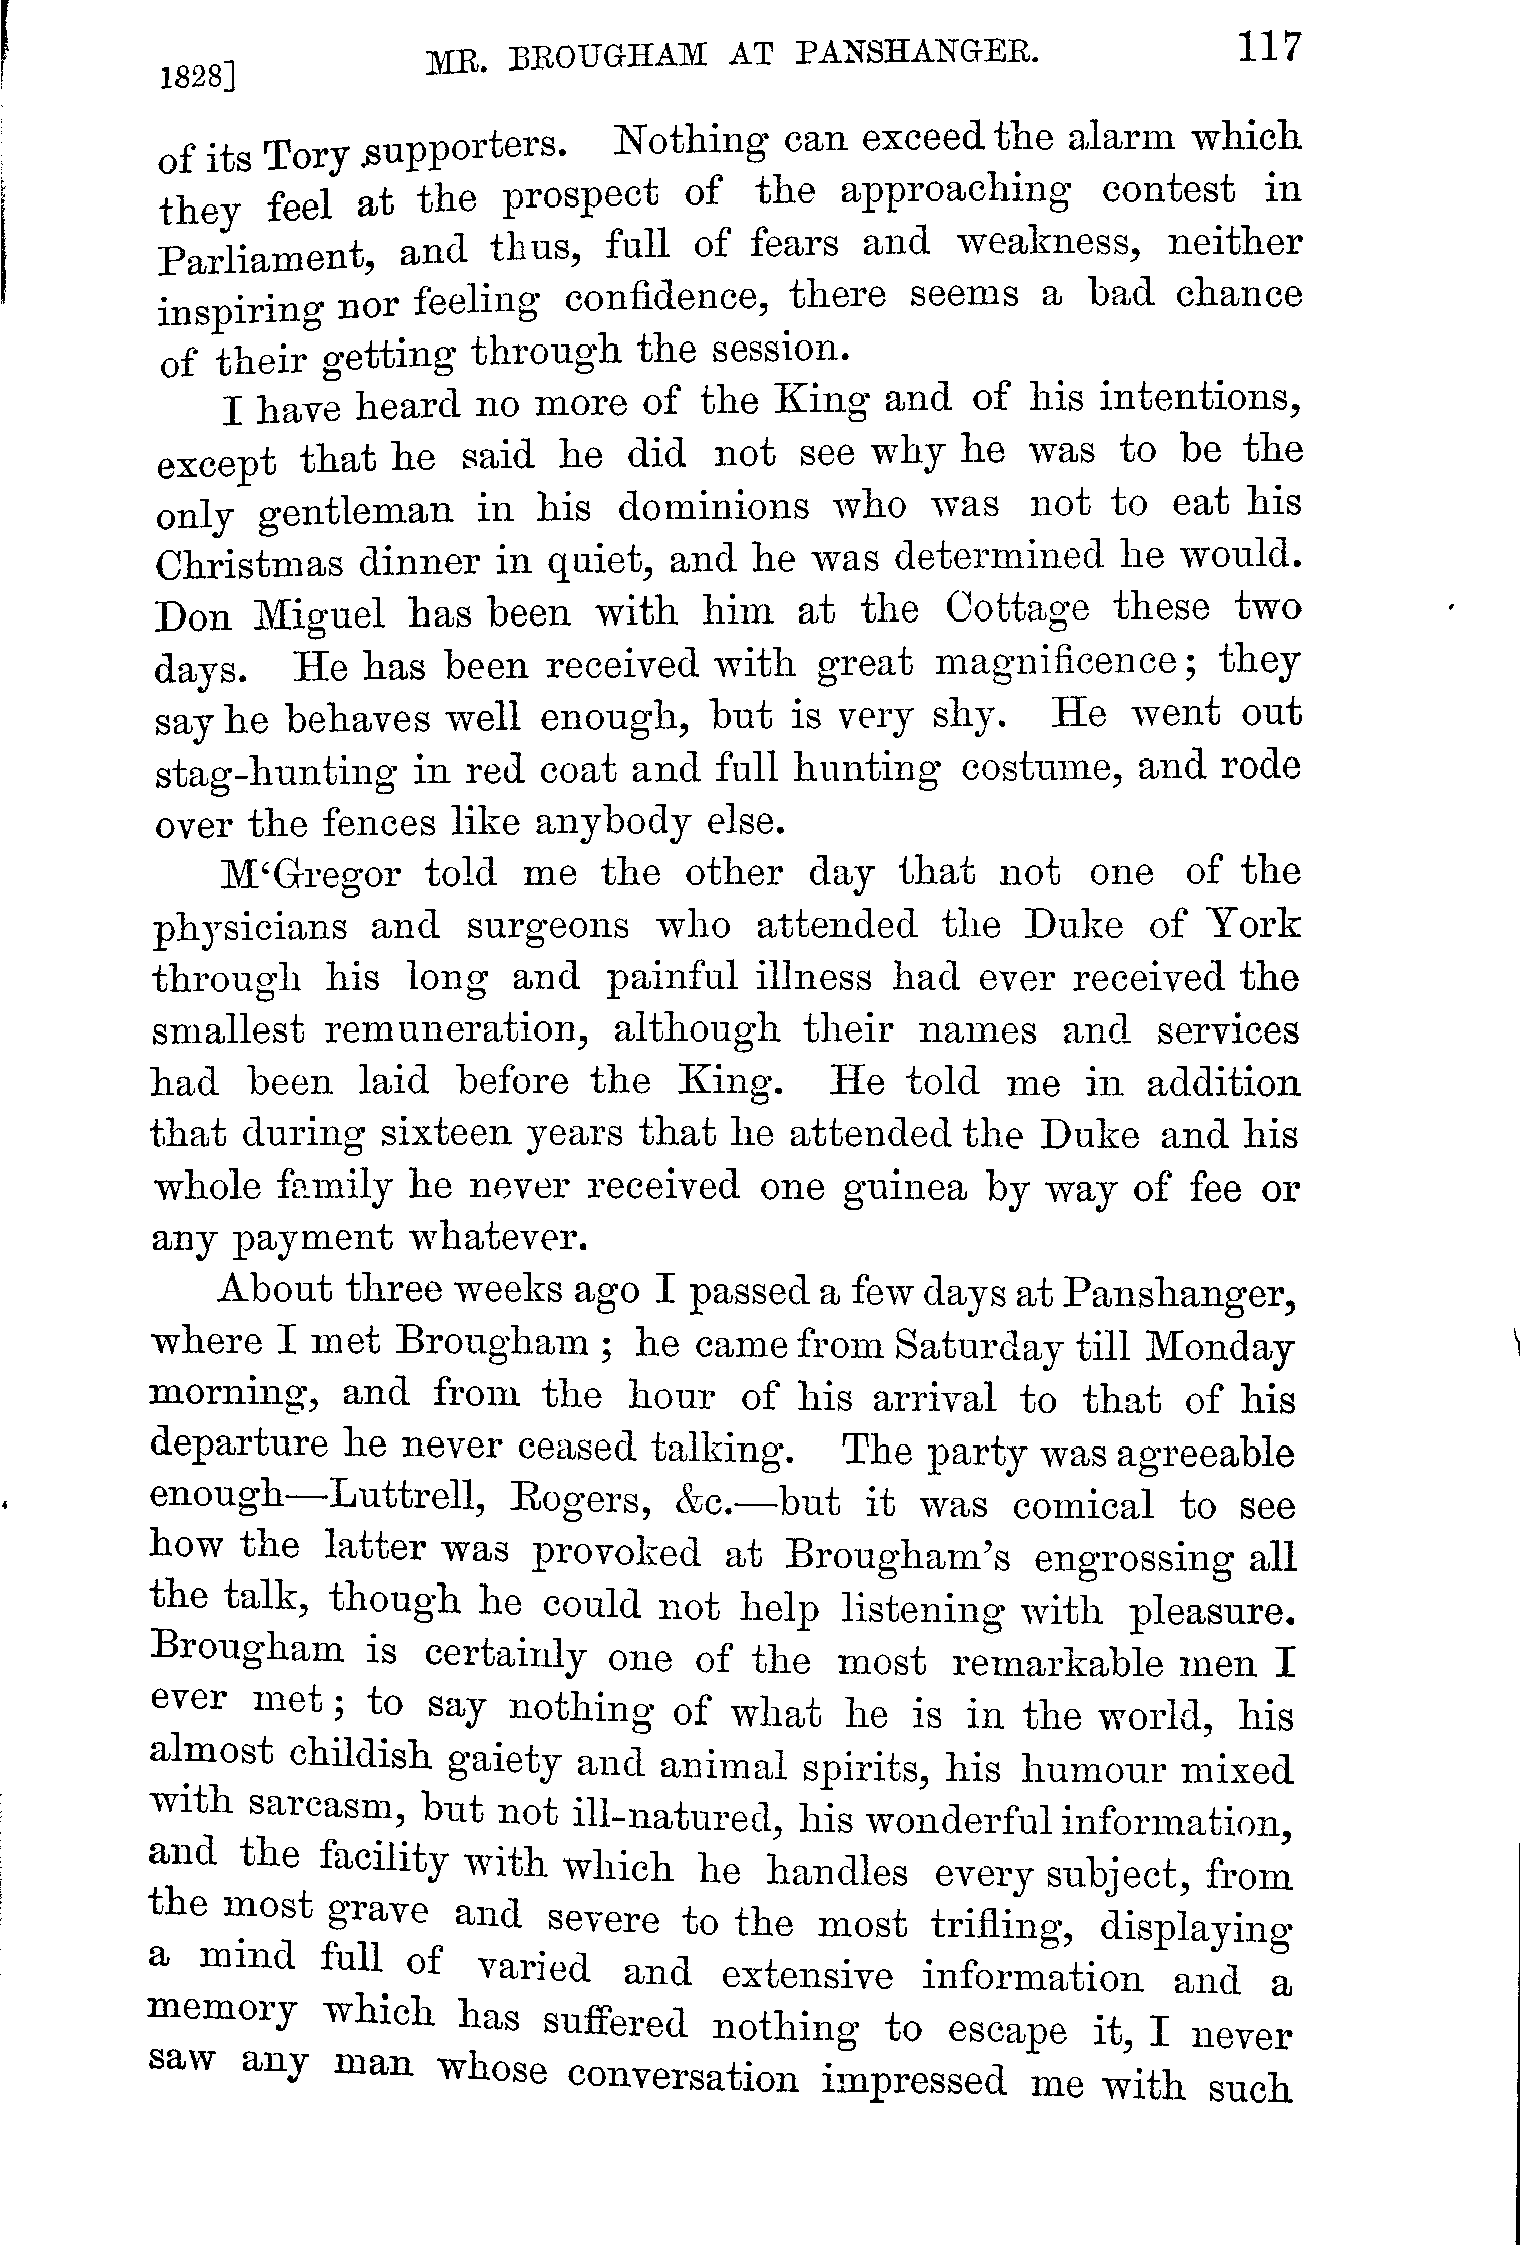 1828] MR. BROUGHAM AT PANSHANGER. 117
of its Tory supporters. Nothing can exceed the alarm which
they feel at the prospect of the approaching contest in
Parliament, and thus, full of fears and weakness, neither
inspiring nor feeling confidence, there seems a bad chance
of their getting through the session.
I have heard no more of the King and of his intentions,
except that he said he did not see why he was to be the
only gentleman in his dominions who was not to eat his
Christmas dinner in quiet, and he was determined he would.
Don Miguel has been with him at the Cottage these two
days. He has been received with great magnificence; they
say he behaves well enough, but is very shy. He went out
stag-hunting in red coat and full hunting costume, and rode
over the fences like anybody else.
M‘Gregor told me the other day that not one of the
physicians and surgeons who attended the Duke of York
through his long and painful illness had ever received the
smallest remuneration, although their names and services
had been laid before the King. He told me in addition
that during sixteen years that he attended the Duke and his
whole family he never received one guinea by way of fee or
any payment whatever.
About three weeks ago I passed a few days at Panshanger,
where I met Brougham ; he came from Saturday till Monday
morning, and from the hour of his arrival to that of his
departure he never ceased talking. The party was agreeable
enough—Luttrell, Rogers, &c.—but it was comical to see
how the latter was provoked at Brougham's engrossing all
the talk, though he could not help listening with pleasure.
Brougham is certainly one of the most remarkable men I
ever met; to say nothing of what he is in the world, his
almost childish gaiety and animal spirits, his humour mixed
with sarcasm, but not ill-natured, his wonderful information,
and the facility with which he handles every subject, from
the most grave and severe to the most trifling, displaying
a mind full of varied and extensive information and a
memory which has suffered nothing to escape it, I never
saw any man whose conversation impressed me with such